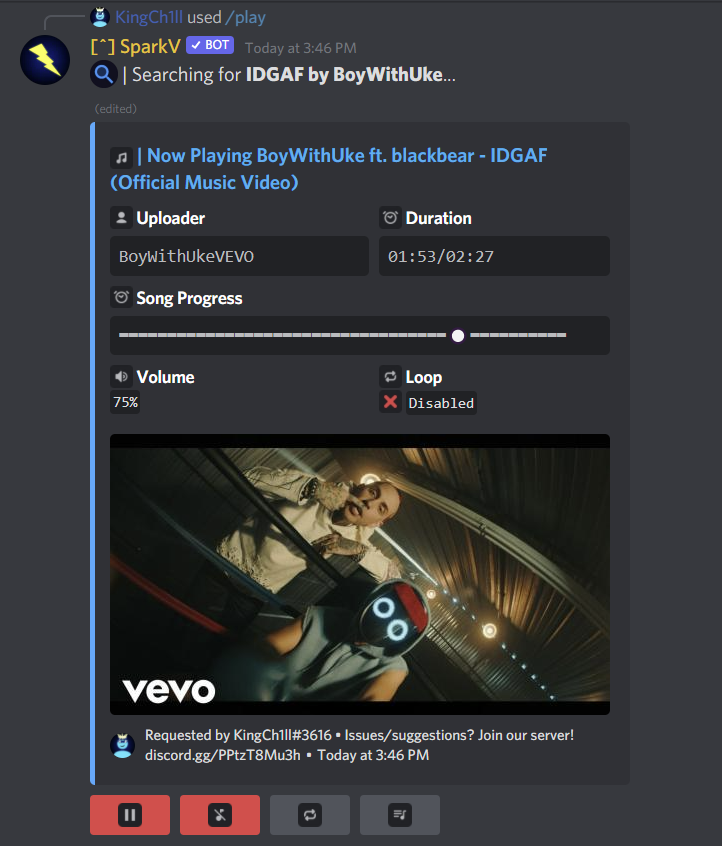 KingCh1ll used /play
[ˆ] SparkV ✓ BOT Today at 3:46 PM
| Searching for IDGAF by BoyWithUke...
(edited)
| Now Playing BoyWithUke ft. blackbear - IDGAF
(Official Music Video)
Uploader
Duration
BoyWithUkeVEVO
01:53/02:27
Song Progress
Volume
Loop
75%
Disabled
vevo
Requested by KingCh1ll#3616 • Issues/suggestions? Join our server!
discord.gg/PPtzT8Mu3h • Today at 3:46 PM